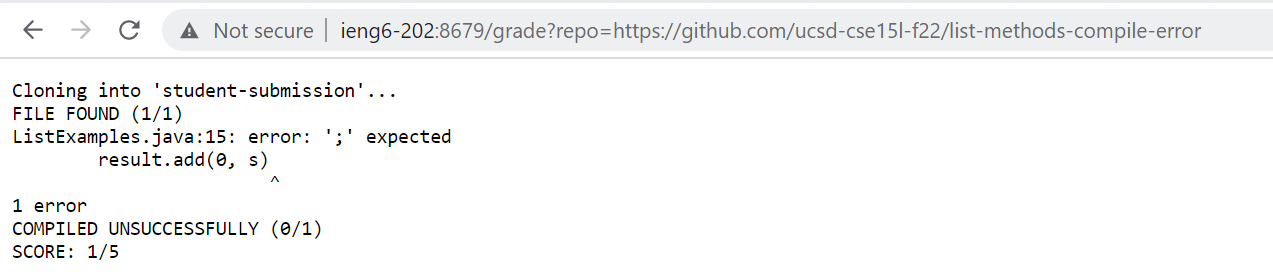 Not secure | ieng6-202:8679/grade?repo=https://github.com/ucsd-cse15l-f22/list-methods-compile-error
Cloning into 'student-submission'...
FILE FOUND (1/1)
ListExamples.java:15: error: ';' expected
        result.add(0, s)
                        ^
1 error
COMPILED UNSUCCESSFULLY (0/1)
SCORE: 1/5